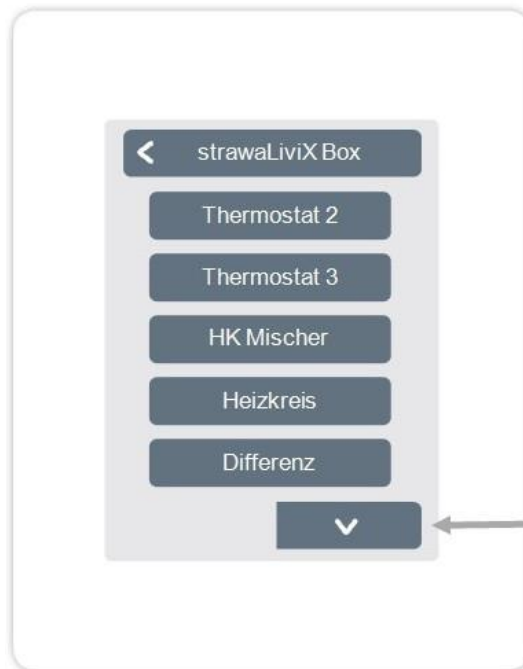 strawaLiviX Box
Thermostat 2
Thermostat 3
HK Mischer
Heizkreis
Differenz